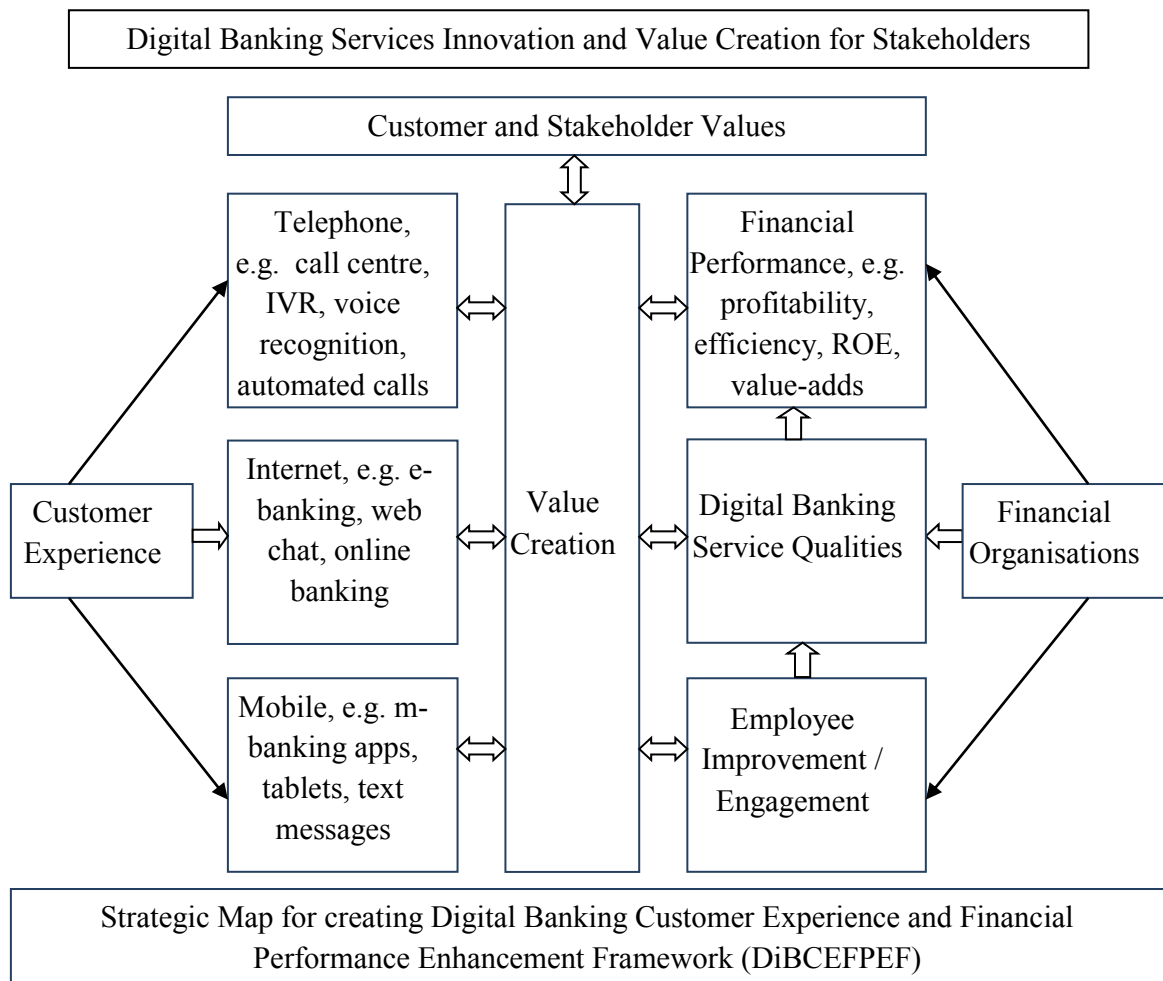 Digital Banking Services Innovation and Value Creation for Stakeholders
Customer and Stakeholder Values
Telephone,
e.g. call centre,
IVR, voice
recognition,
automated calls
Financial
Performance, e.g.
profitability,
efficiency, ROE,
value-adds
Customer
Experience
Internet, e.g. e-
banking, web
chat, online
banking
Value
Creation
Digital Banking
Service Qualities
Financial
Organisations
Mobile, e.g. m-
banking apps,
tablets, text
messages
Employee
Improvement /
Engagement
Strategic Map for creating Digital Banking Customer Experience and Financial
Performance Enhancement Framework (DiBCEFPEF)